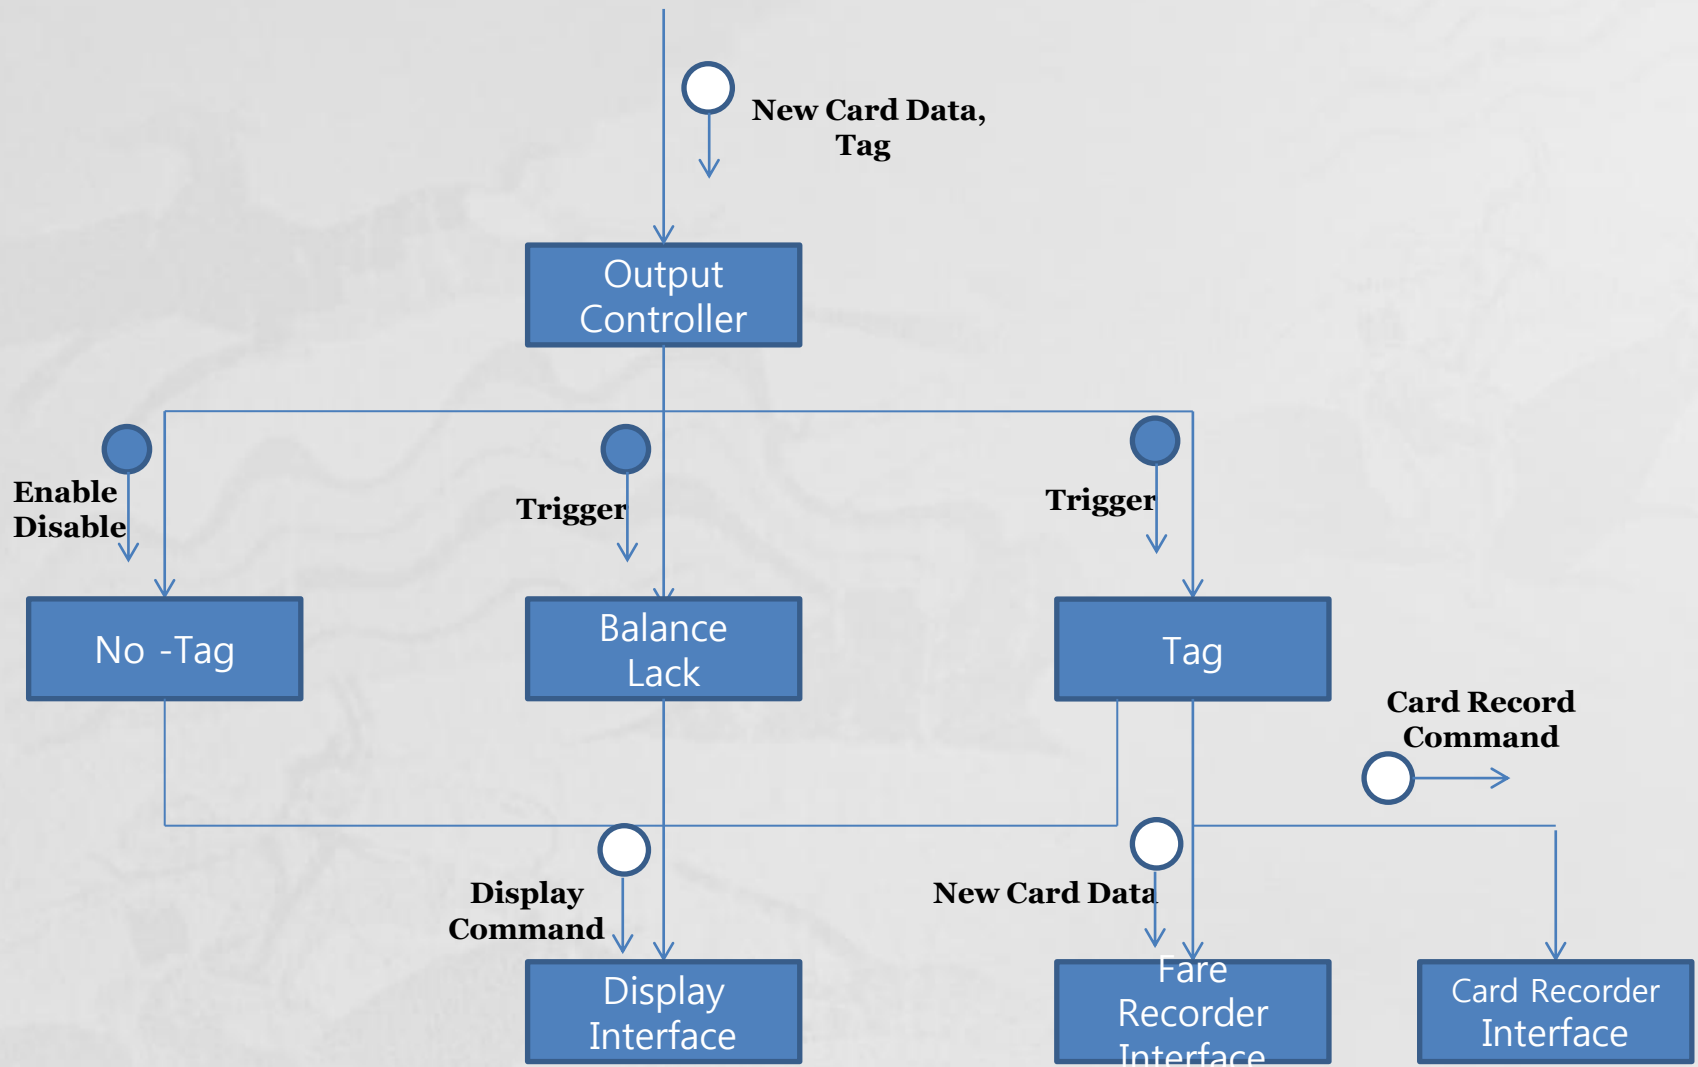 New Card Data,
Tag
Output
Controller
Enable
Disable
Trigger
Trigger
No -Tag
Balance
Lack
Tag
Card Record
Command
Display
Command
New Card Data
Display
Interface
Fare
Recorder
Interface
Card Recorder
Interface